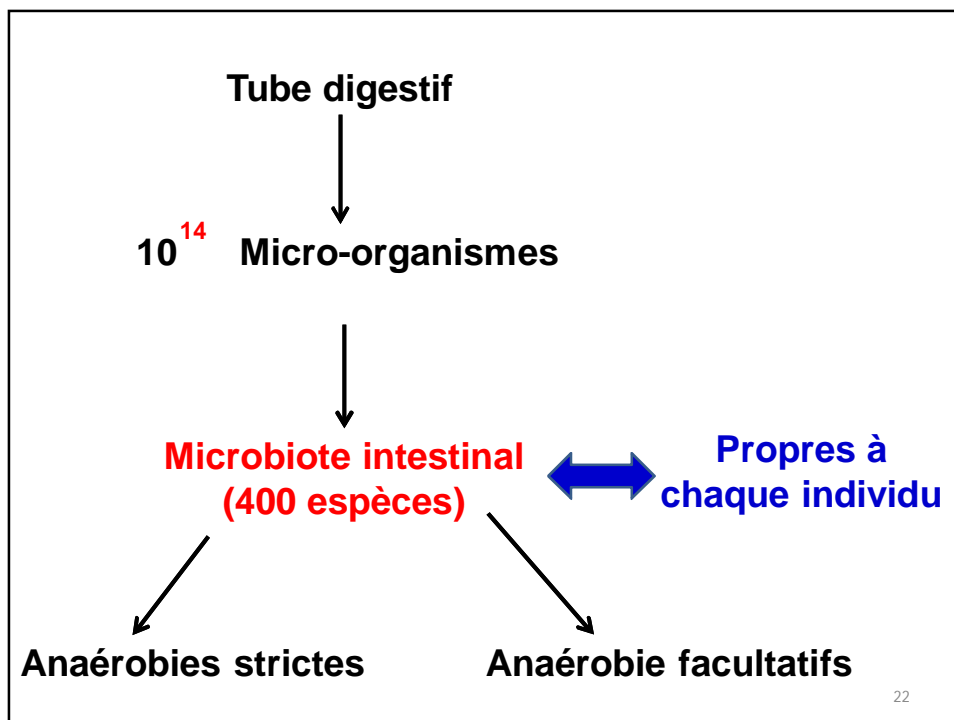 Tube digestif
10^14 Micro-organismes
Microbiote intestinal
(400 espèces)
Propres à
chaque individu
Anaérobies strictes
Anaérobie facultatifs
22